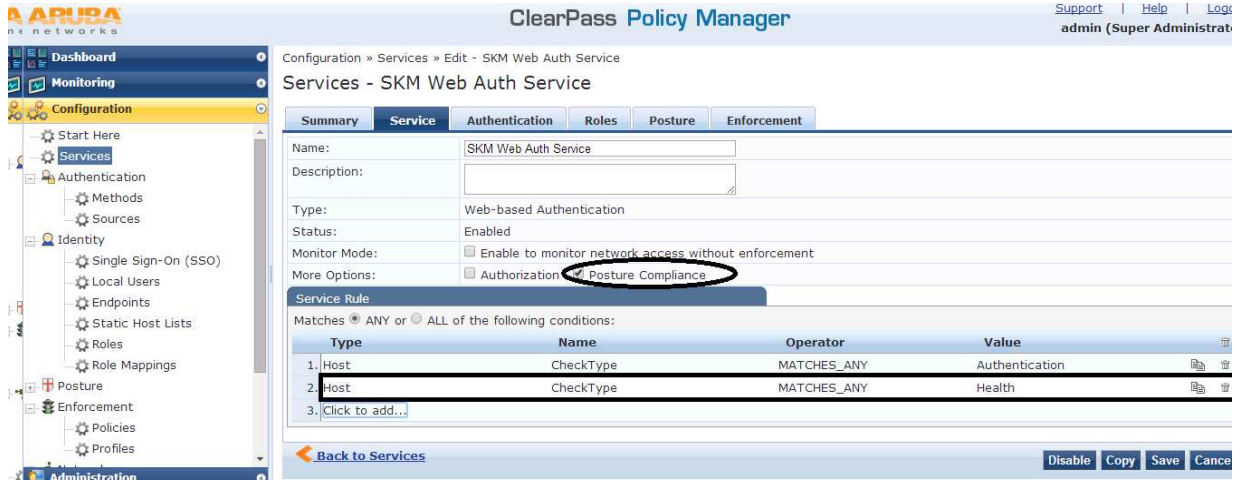 ARUBA
networks
ClearPass Policy Manager
Support | Help |
admin (Super
Dashboard
Monitoring
Configuration
Start Here
Services
Authentication
Methods
Sources
Identity
Single Sign-On (SSO)
Local Users
Endpoints
Static Host Lists
Roles
Role Mappings
Posture
Enforcement
Policies
Profiles
Administration
Configuration » Services » Edit - SKM Web Auth Service
Services - SKM Web Auth Service
Summary Service Authentication Roles Posture Enforcement
Name: SKM Web Auth Service
Description:
Type: Web-based Authentication
Status: Enabled
Monitor Mode: Enable to monitor network access without enforcement
More Options: Authorization Posture Compliance
Service Rule
Matches ANY or ALL of the following conditions:
Type Name Operator Value
1. Host CheckType MATCHES_ANY Authentication
2. Host CheckType MATCHES_ANY Health
3. Click to add...
Back to Services
Disable Copy Save